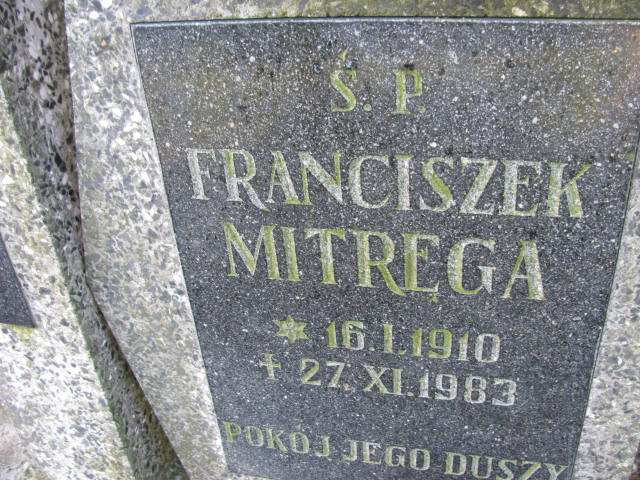 Ś. P.
FRANCISZEK
MITRĘGA
* 16.I.1910
✝ 27.XI.1983
POKÓJ JEGO DUSZY